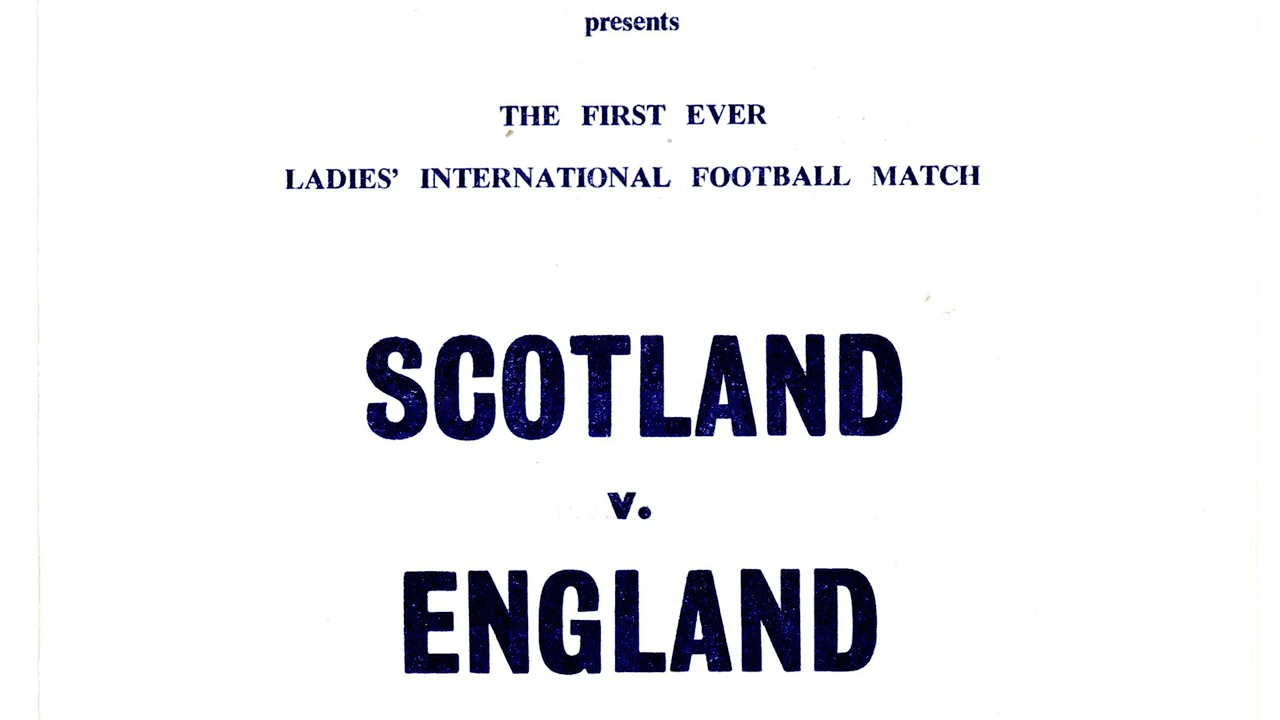 presents
THE FIRST EVER
LADIES’ INTERNATIONAL FOOTBALL MATCH
SCOTLAND
v.
ENGLAND